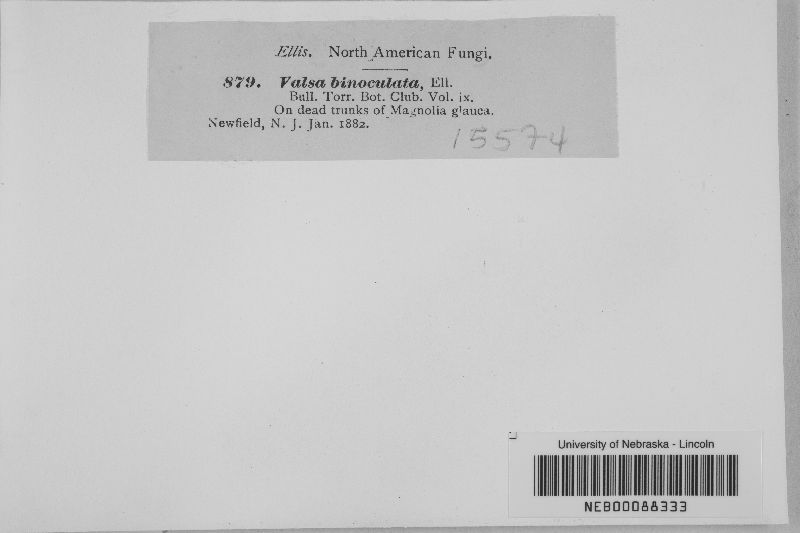 Ellis. North American Fungi.
879. Valsa binoculata, Ell.
Bull. Torr. Bot. Club. Vol. ix.
On dead trunks of Magnolia glauca.
Newfield, N. J. Jan. 1882.
15574
University of Nebraska - Lincoln
NEB00088333